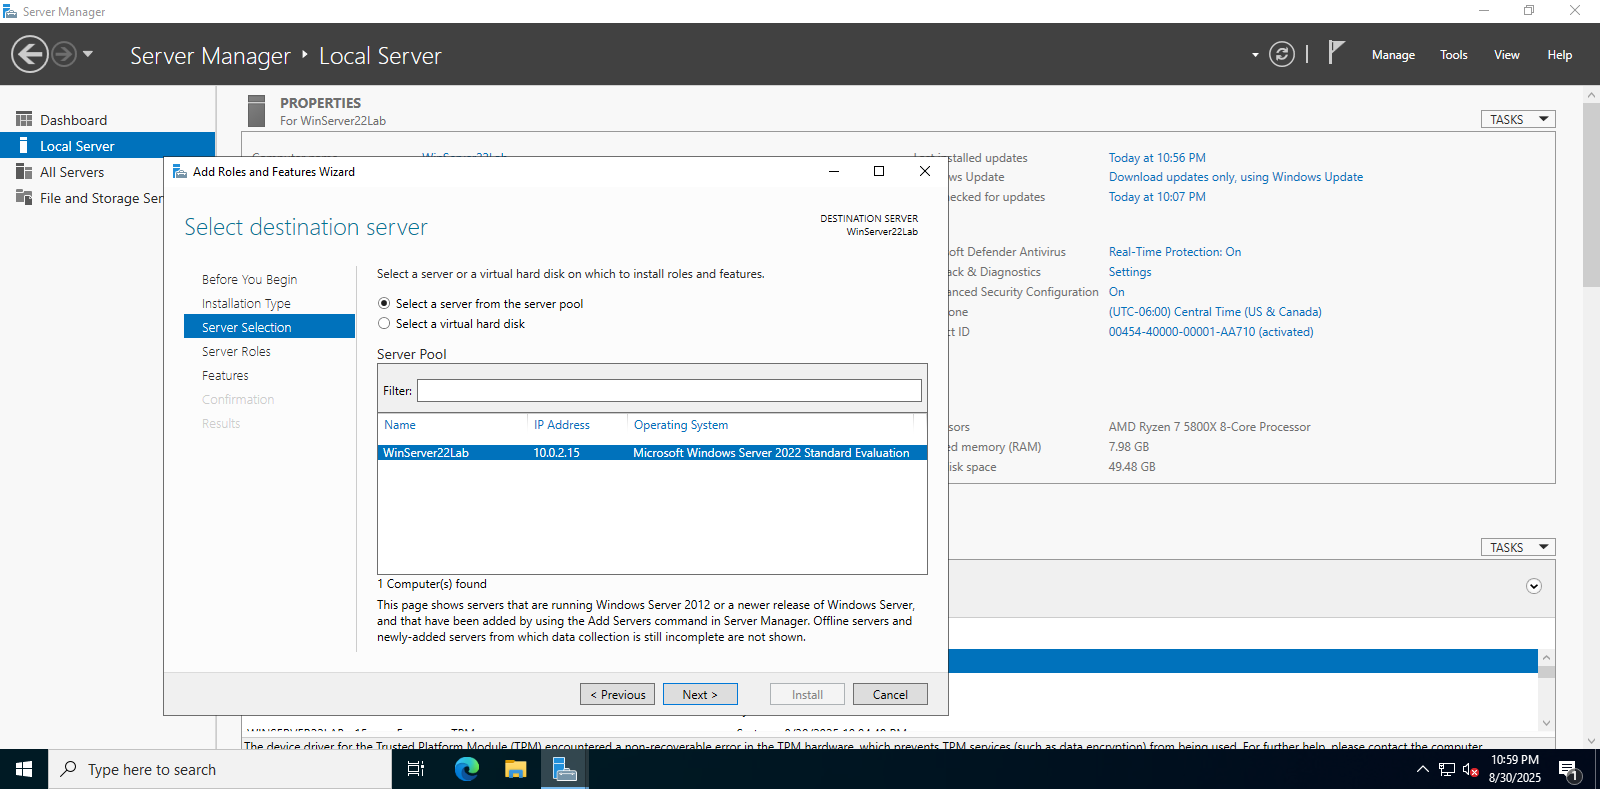 Server Manager
Server Manager ‣ Local Server
Manage Tools View Help
Dashboard
Local Server
All Servers
File and Storage Ser
PROPERTIES
For WinServer22Lab
TASKS
stalled updates Today at 10:56 PM
ws Update Download updates only, using Windows Update
ecked for updates Today at 10:07 PM
oft Defender Antivirus Real-Time Protection: On
ack & Diagnostics Settings
anced Security Configuration On
one (UTC-06:00) Central Time (US & Canada)
ct ID 00454-40000-00001-AA710 (activated)
sors AMD Ryzen 7 5800X 8-Core Processor
ed memory (RAM) 7.98 GB
isk space 49.48 GB
TASKS
Add Roles and Features Wizard
Select destination server
DESTINATION SERVER
WinServer22Lab
Before You Begin
Installation Type
Server Selection
Server Roles
Features
Confirmation
Results
Select a server or a virtual hard disk on which to install roles and features.
Select a server from the server pool
Select a virtual hard disk
Server Pool
Filter:
Name IP Address Operating System
WinServer22Lab 10.0.2.15 Microsoft Windows Server 2022 Standard Evaluation
1 Computer(s) found
This page shows servers that are running Windows Server 2012 or a newer release of Windows Server,
and that have been added by using the Add Servers command in Server Manager. Offline servers and
newly-added servers from which data collection is still incomplete are not shown.
< Previous Next > Install Cancel
The device driver for the Trusted Platform Module (TPM) encountered a non-recoverable error in the TPM hardware, which prevents TPM services (such as data encryption) from being used. For further help, please contact the computer
Type here to search
10:59 PM
8/30/2025
1